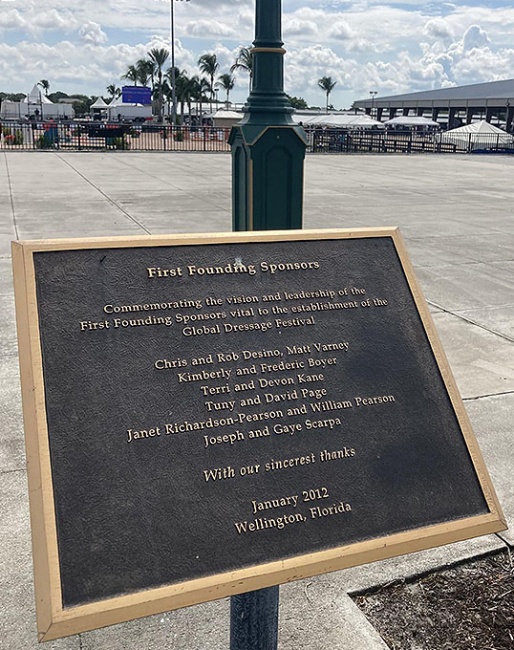 First Founding Sponsors
Commemorating the vision and leadership of the
First Founding Sponsors vital to the establishment of the
Global Dressage Festival
Chris and Rob Desino, Matt Varney
Kimberly and Frederic Boyer
Terri and Devon Kane
Tuny and David Page
Janet Richardson-Pearson and William Pearson
Joseph and Gaye Scarpa
With our sincerest thanks
January 2012
Wellington, Florida